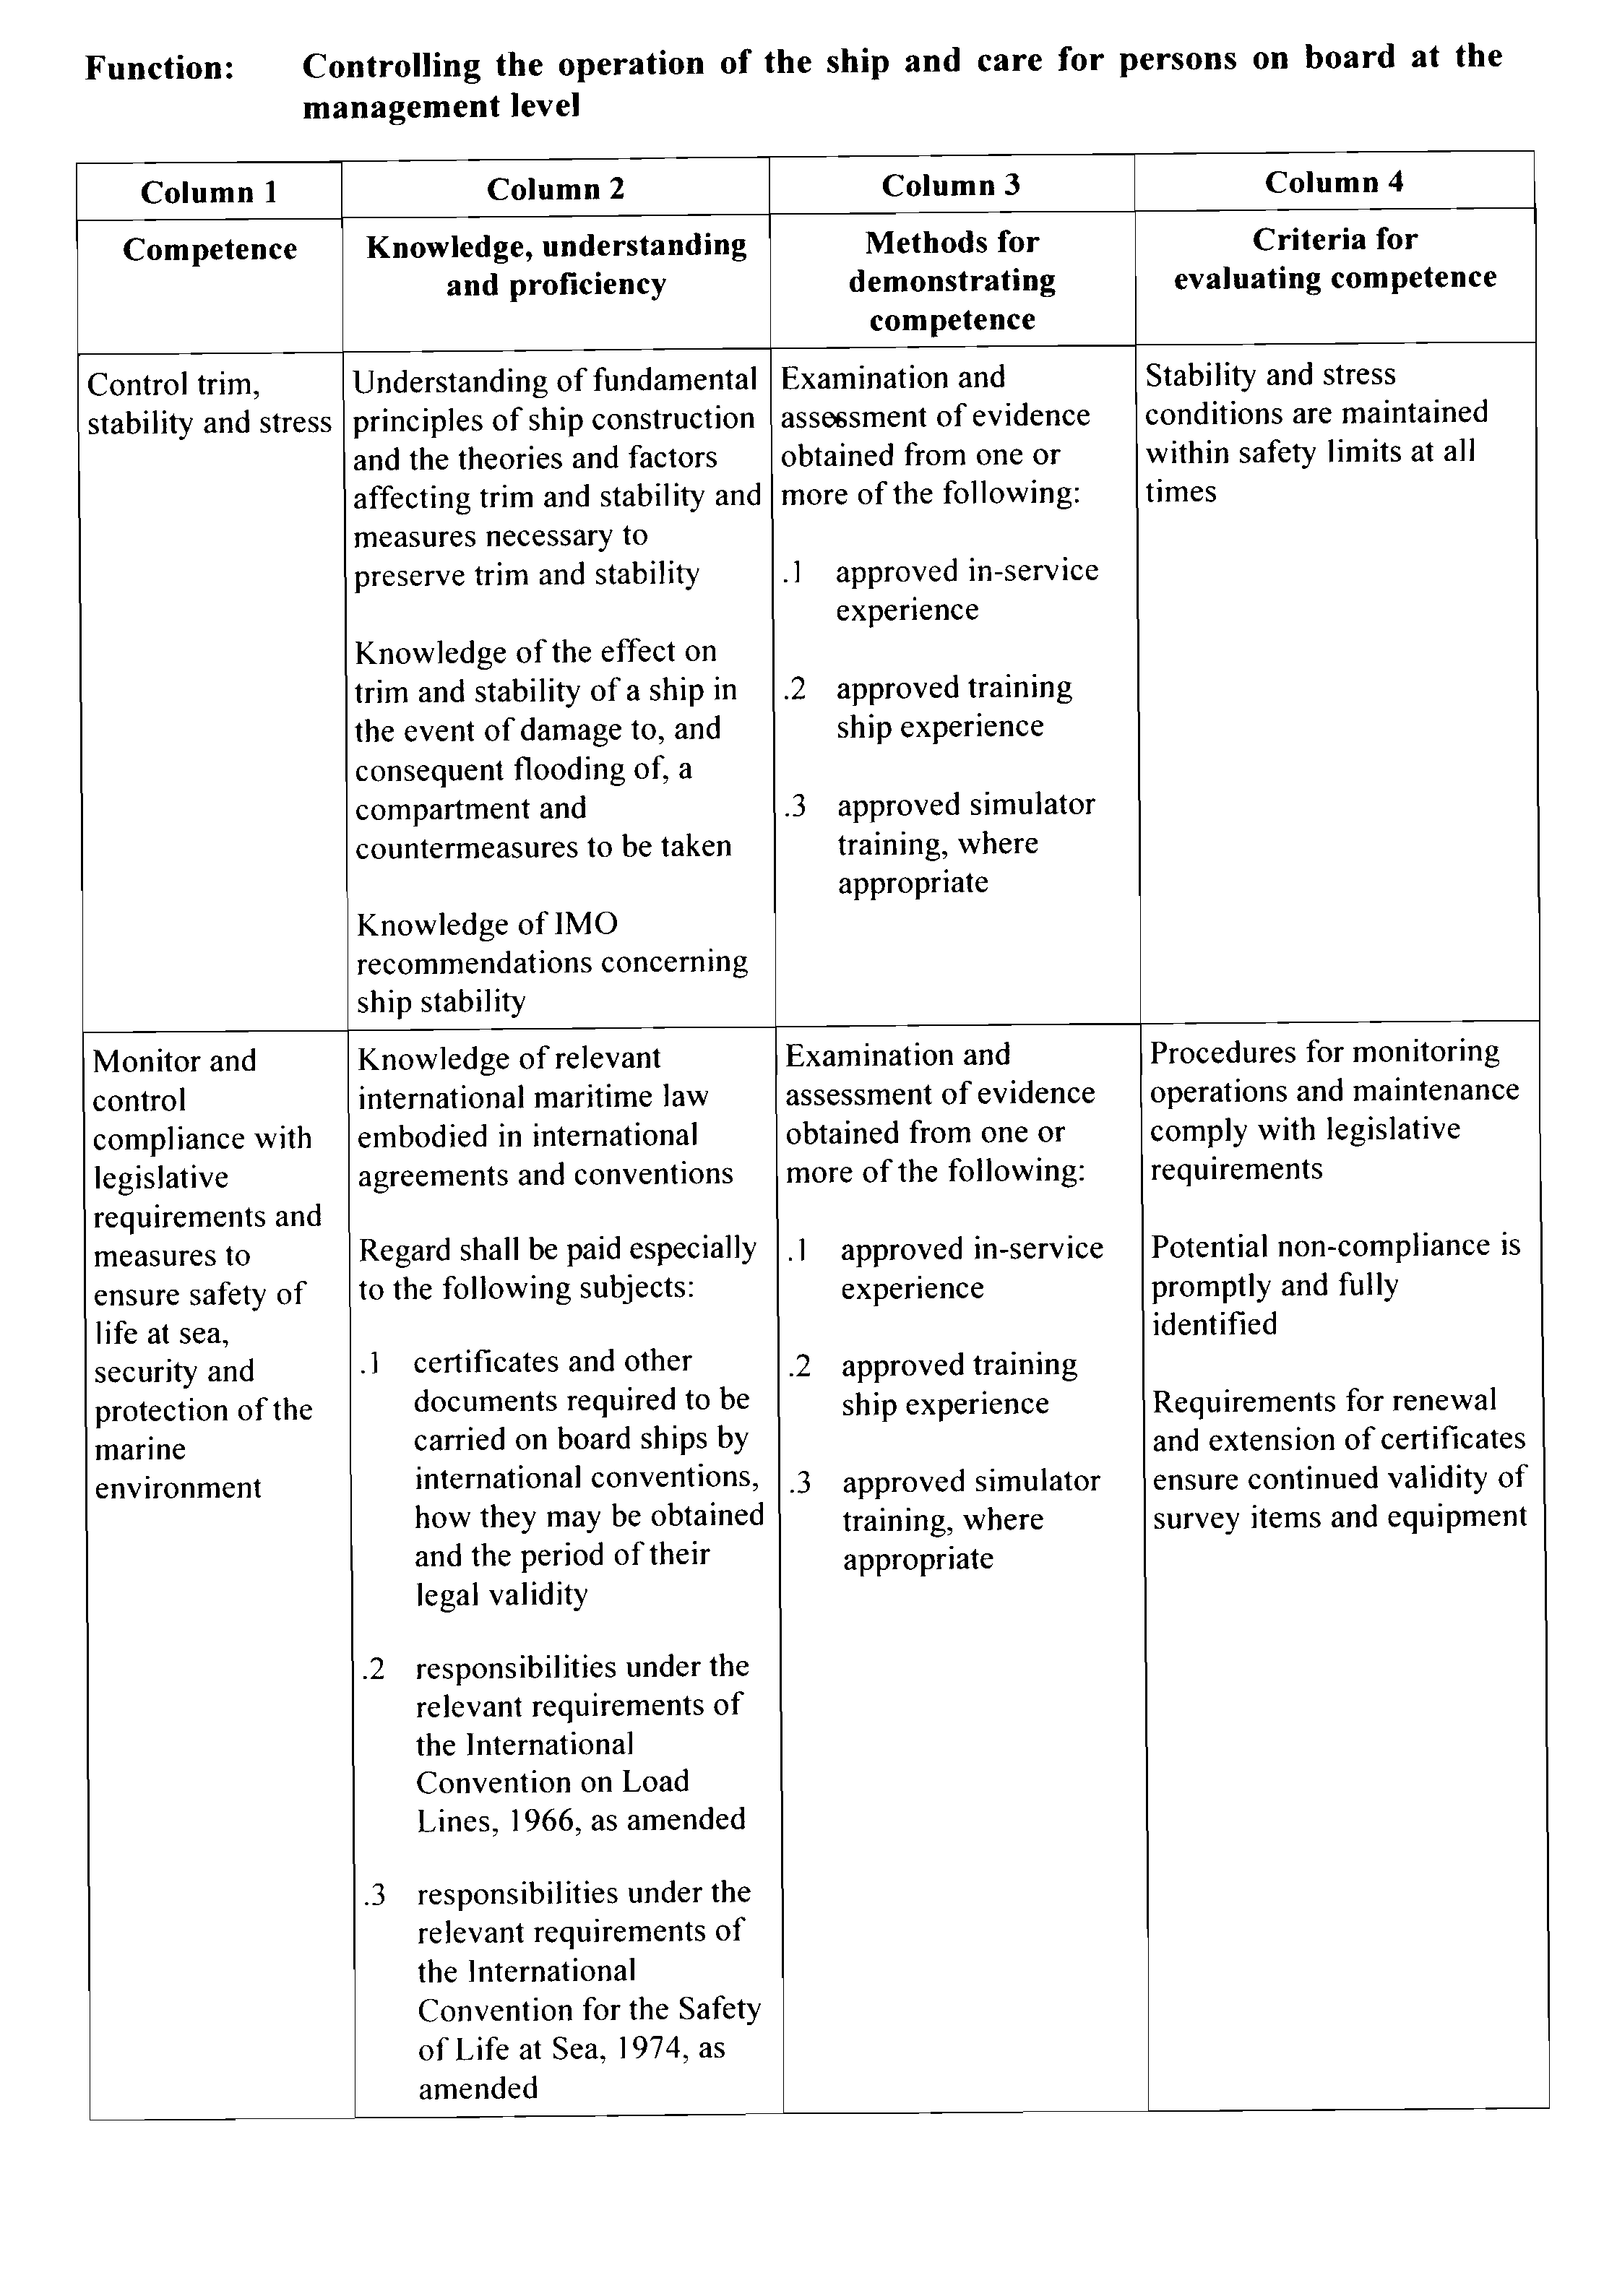 Function: Controlling the operation of the ship and care for persons on board at the
management level
Column 1
Column 2
Column 3
Column 4
Competence
Knowledge, understanding
and proficiency
Methods for
demonstrating
competence
Criteria for
evaluating competence
Control trim,
stability and stress
Understanding of fundamental
principles of ship construction
and the theories and factors
affecting trim and stability and
measures necessary to
preserve trim and stability
Knowledge of the effect on
trim and stability of a ship in
the event of damage to, and
consequent flooding of, a
compartment and
countermeasures to be taken
Knowledge of IMO
recommendations concerning
ship stability
Examination and
assessment of evidence
obtained from one or
more of the following:
.1 approved in-service
experience
.2 approved training
ship experience
.3 approved simulator
training, where
appropriate
Stability and stress
conditions are maintained
within safety limits at all
times
Monitor and
control
compliance with
legislative
requirements and
measures to
ensure safety of
life at sea,
security and
protection of the
marine
environment
Knowledge of relevant
international maritime law
embodied in international
agreements and conventions
Regard shall be paid especially
to the following subjects:
.1 certificates and other
documents required to be
carried on board ships by
international conventions,
how they may be obtained
and the period of their
legal validity
.2 responsibilities under the
relevant requirements of
the International
Convention on Load
Lines, 1966, as amended
.3 responsibilities under the
relevant requirements of
the International
Convention for the Safety
of Life at Sea, 1974, as
amended
Examination and
assessment of evidence
obtained from one or
more of the following:
.1 approved in-service
experience
.2 approved training
ship experience
.3 approved simulator
training, where
appropriate
Procedures for monitoring
operations and maintenance
comply with legislative
requirements
Potential non-compliance is
promptly and fully
identified
Requirements for renewal
and extension of certificates
ensure continued validity of
survey items and equipment